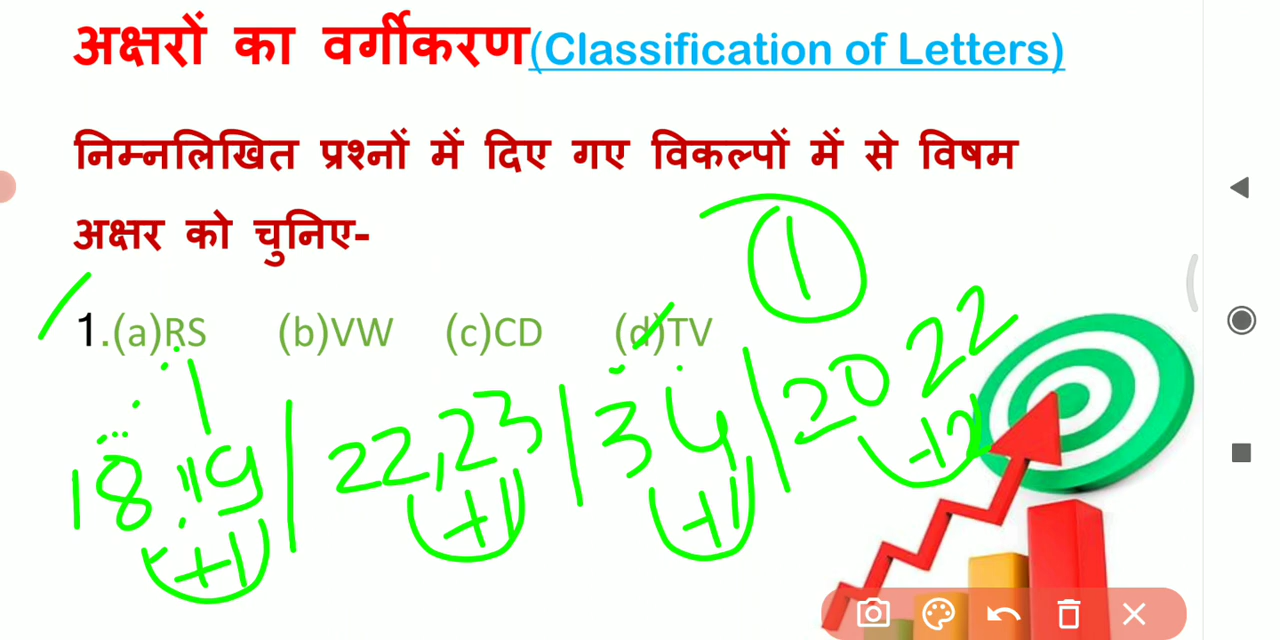 अक्षरों का वर्गीकरण(Classification of Letters)
निम्नलिखित प्रश्नों में दिए गए विकल्पों में से विषम
अक्षर को चुनिए-
1
1.(a)RS (b)VW (c)CD (d)TV
18 19 22,23 3 4 20 22
+1 +1 +1 +2